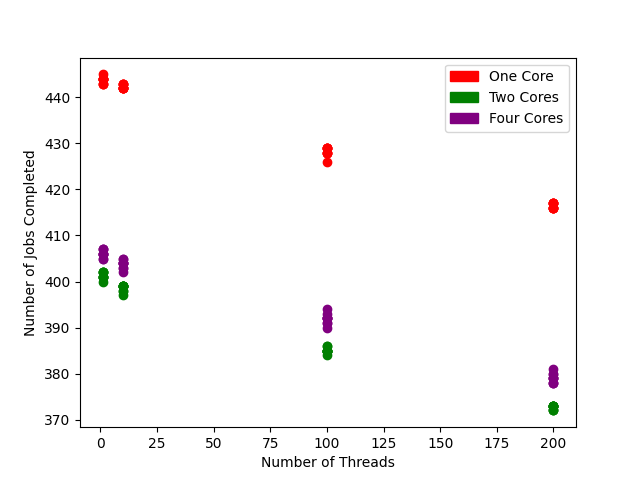 One Core
Two Cores
Four Cores
Number of Jobs Completed
440
430
420
410
400
390
380
370
0 25 50 75 100 125 150 175 200
Number of Threads